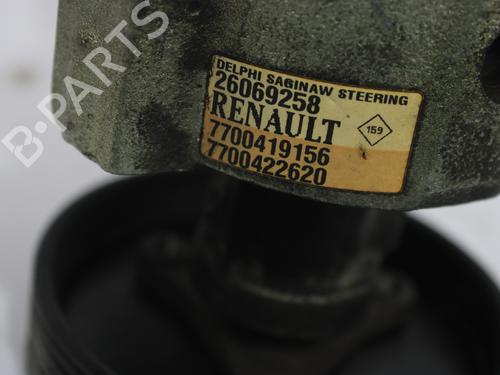 B-PARTS
DELPHI SAGINAW STEERING
26069258
RENAULT
159
7700419156
7700422620